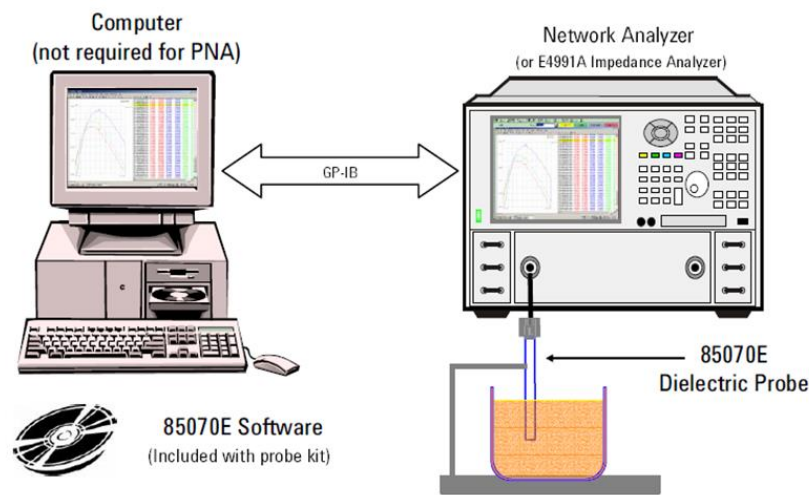 Computer
(not required for PNA)
Network Analyzer
(or E4991A Impedance Analyzer)
GP-IB
85070E
Dielectric Probe
85070E Software
(Included with probe kit)